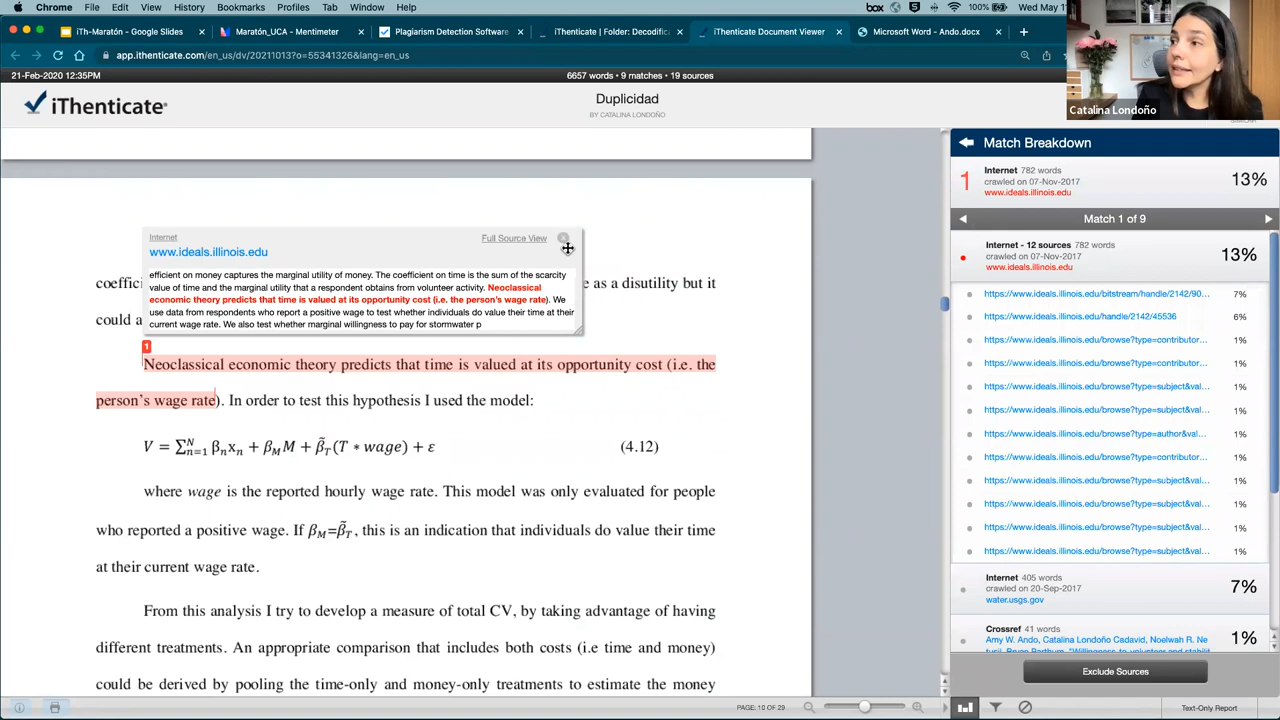 Chrome File Edit View History Bookmarks Profiles Tab Window Help
box
100%
Wed May
iTh-Maratón - Google Slides
Maratón_UCA - Mentimeter
Plagiarism Detection Software
iThenticate | Folder: Decodific
iThenticate Document Viewer
Microsoft Word - Ando.docx
app.ithenticate.com/en_us/dv/20211013?o=55341326&lang=en_us
21-Feb-2020 12:35PM
6657 words • 9 matches • 19 sources
Catalina Londoño
iThenticate®
Duplicidad
BY CATALINA LONDOÑO
Match Breakdown
1
Internet 782 words
crawled on 07-Nov-2017
www.ideals.illinois.edu
13%
Match 1 of 9
Internet - 12 sources 782 words
crawled on 07-Nov-2017
www.ideals.illinois.edu
13%
https://www.ideals.illinois.edu/bitstream/handle/2142/90... 7%
https://www.ideals.illinois.edu/handle/2142/45536 6%
https://www.ideals.illinois.edu/browse?type=contributor... 1%
https://www.ideals.illinois.edu/browse?type=contributor... 1%
https://www.ideals.illinois.edu/browse?type=subject&val... 1%
https://www.ideals.illinois.edu/browse?type=subject&val... 1%
https://www.ideals.illinois.edu/browse?type=author&val... 1%
https://www.ideals.illinois.edu/browse?type=contributor... 1%
https://www.ideals.illinois.edu/browse?type=subject&val... 1%
https://www.ideals.illinois.edu/browse?type=subject&val... 1%
https://www.ideals.illinois.edu/browse?type=subject&val... 1%
https://www.ideals.illinois.edu/browse?type=subject&val... 1%
Internet 405 words
crawled on 20-Sep-2017
water.usgs.gov
7%
Crossref 41 words
Amy W. Ando, Catalina Londoño Cadavid, Noelwah R. Ne
1%
Exclude Sources
Text-Only Report
Internet
Full Source View
www.ideals.illinois.edu
efficient on money captures the marginal utility of money. The coefficient on time is the sum of the scarcity
value of time and the marginal utility that a respondent obtains from volunteer activity. Neoclassical
economic theory predicts that time is valued at its opportunity cost (i.e. the person's wage rate). We
use data from respondents who report a positive wage to test whether individuals do value their time at their
current wage rate. We also test whether marginal willingness to pay for stormwater p
coeffici
e as a disutility but it
could a
1
Neoclassical economic theory predicts that time is valued at its opportunity cost (i.e. the
person's wage rate). In order to test this hypothesis I used the model:
V = ∑ₙ₌₁ᴺ βₙxₙ + β_M M + β̃_T(T ∗ wage) + ε (4.12)
where wage is the reported hourly wage rate. This model was only evaluated for people
who reported a positive wage. If β_M=β̃_T, this is an indication that individuals do value their time
at their current wage rate.
From this analysis I try to develop a measure of total CV, by taking advantage of having
different treatments. An appropriate comparison that includes both costs (i.e time and money)
could be derived by pooling the time-only and money-only treatments to estimate the money
PAGE: 10 OF 29